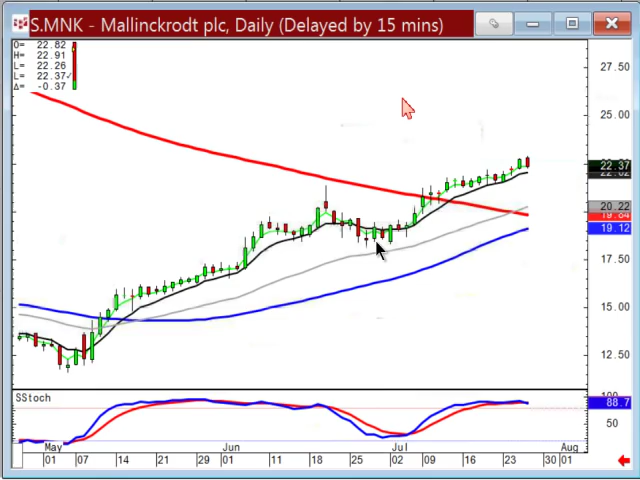 S.MNK - Mallinckrodt plc, Daily (Delayed by 15 mins)
O= 22.82
H= 22.91
L= 22.26
L= 22.37✓
Δ= -0.37
27.50
25.00
22.37
20.22
19.12
17.50
15.00
12.50
SStoch
100
88.7
50
May Jun Jul Aug
01 07 14 21 29 01 11 18 25 02 09 16 23 30 01